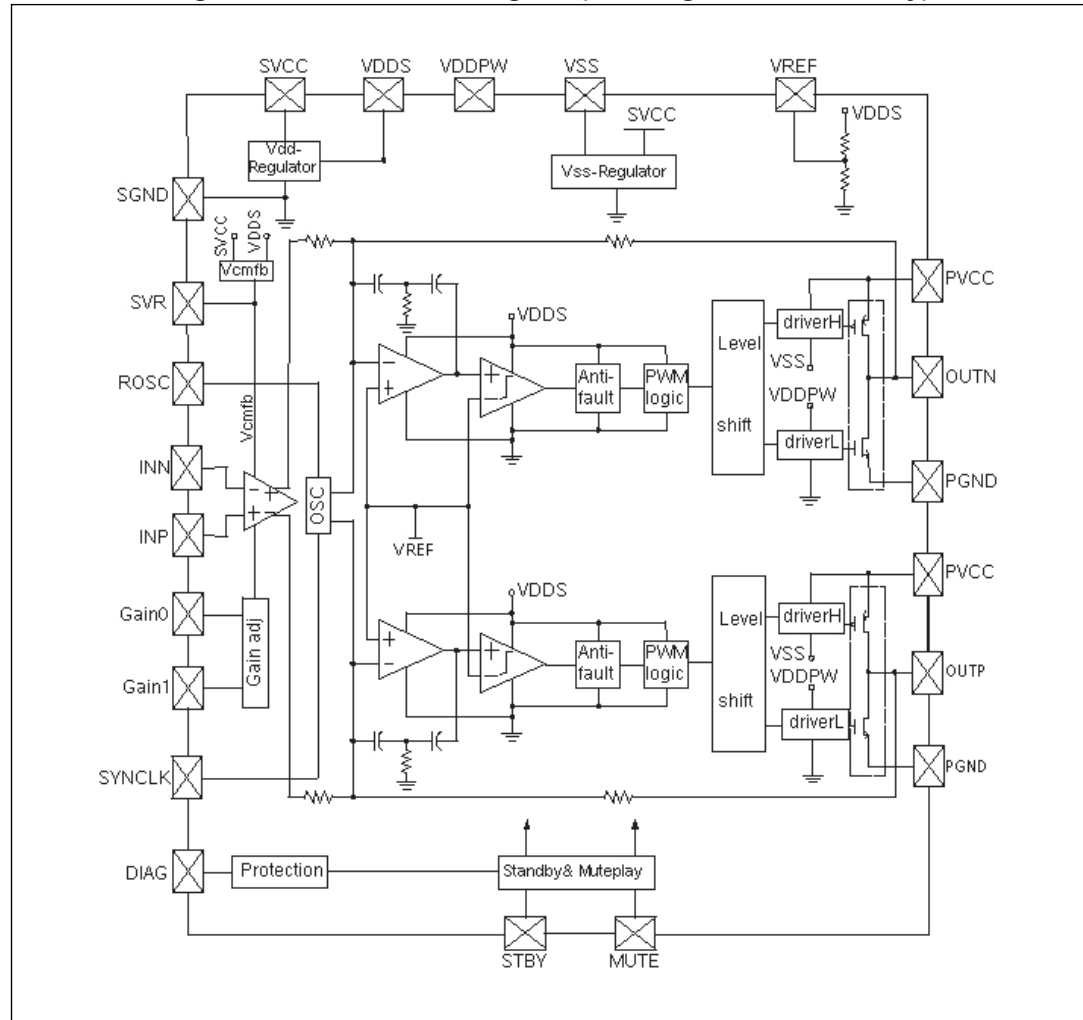 SVCC
VDDS
VDDPW
VSS
VREF
SVCC
VDDS
Vdd-
Regulator
Vss-Regulator
SGND
SVCC
VDDS
Vcmfb
SVR
PVCC
VDDS
driverH
Level
shift
VSS
ROSC
OUTN
Anti-
fault
PWM
logic
VDDPW
Vcmfb
driverL
INN
PGND
OSC
INP
VREF
PVCC
VDDS
Gain0
Level
shift
driverH
Gain adj
Anti-
fault
PWM
logic
VSS
OUTP
VDDPW
Gain1
driverL
SYNCLK
PGND
DIAG
Protection
Standby& Muteplay
STBY
MUTE